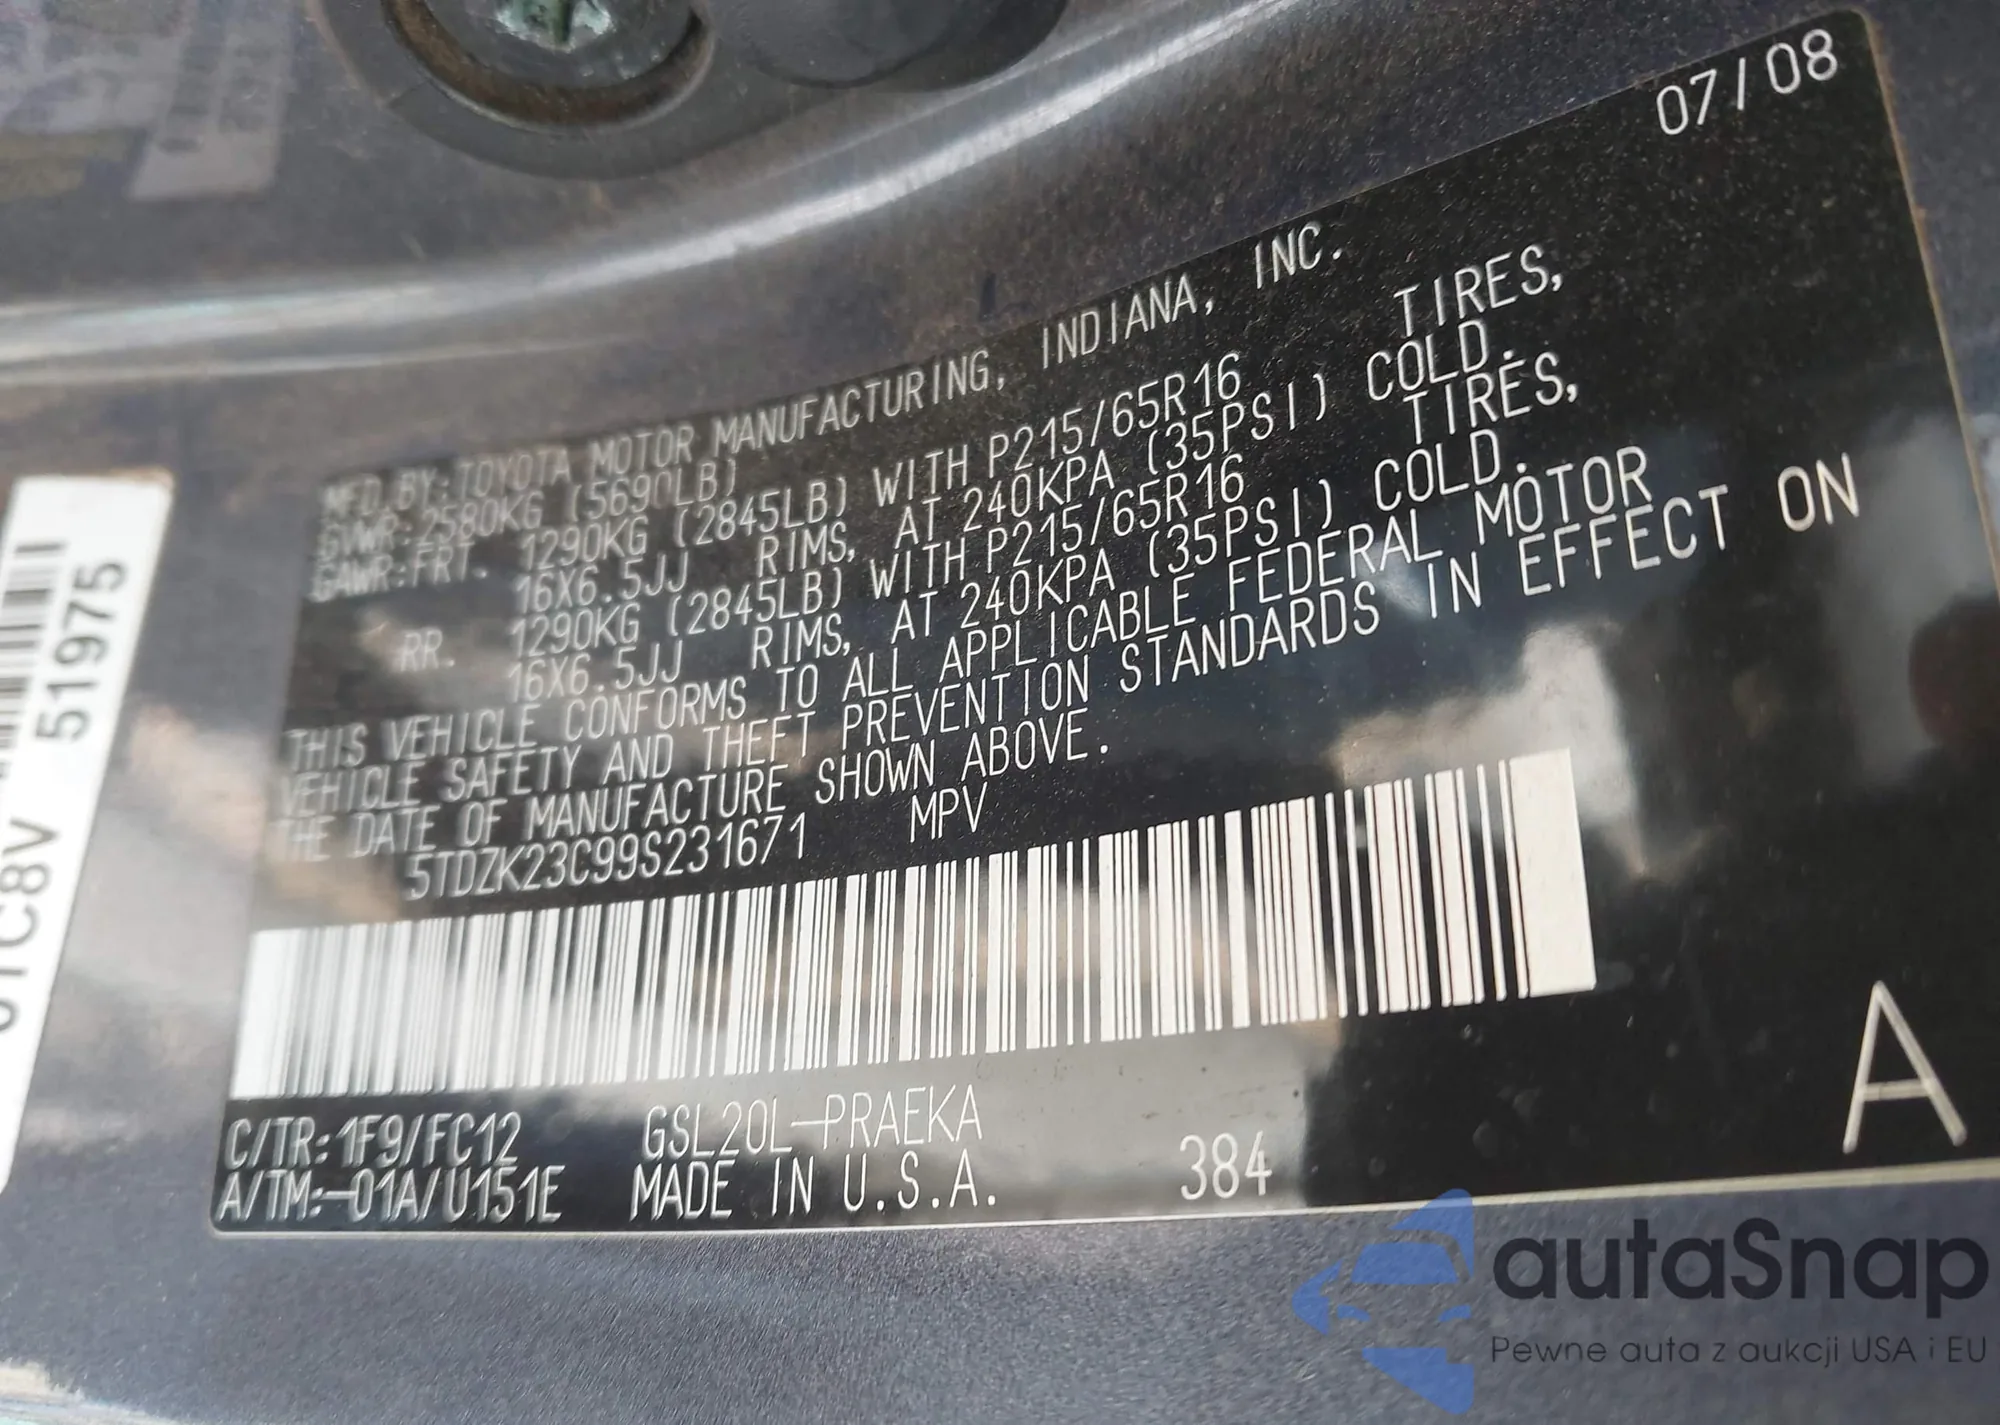 07/08
MFD.BY:TOYOTA MOTOR MANUFACTURING, INDIANA, INC.
GVWR:2580KG (5690LB)
GAWR:FRT. 1290KG (2845LB) WITH P215/65R16 TIRES,
16X6.5JJ RIMS, AT 240KPA (35PSI) COLD.
RR. 1290KG (2845LB) WITH P215/65R16 TIRES,
16X6.5JJ RIMS, AT 240KPA (35PSI) COLD.
THIS VEHICLE CONFORMS TO ALL APPLICABLE FEDERAL MOTOR
VEHICLE SAFETY AND THEFT PREVENTION STANDARDS IN EFFECT ON
THE DATE OF MANUFACTURE SHOWN ABOVE.
5TDZK23C99S231671 MPV
C/TR:1F9/FC12 GSL20L-PRAEKA
A/TM:-01A/U151E MADE IN U.S.A. 384
A
51975
autaSnap
Pewne auta z aukcji USA i EU